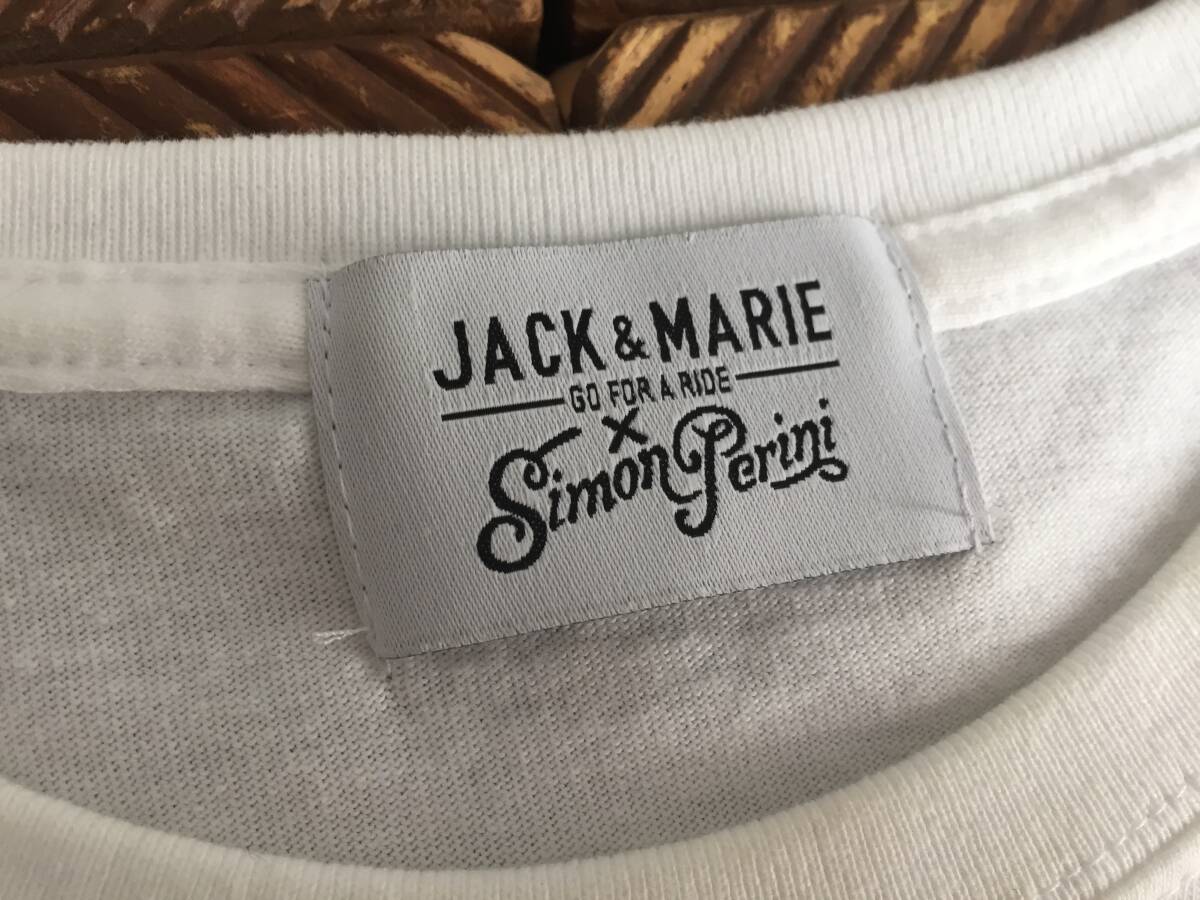 JACK & MARIE
GO FOR A RIDE
X
Simon Perini